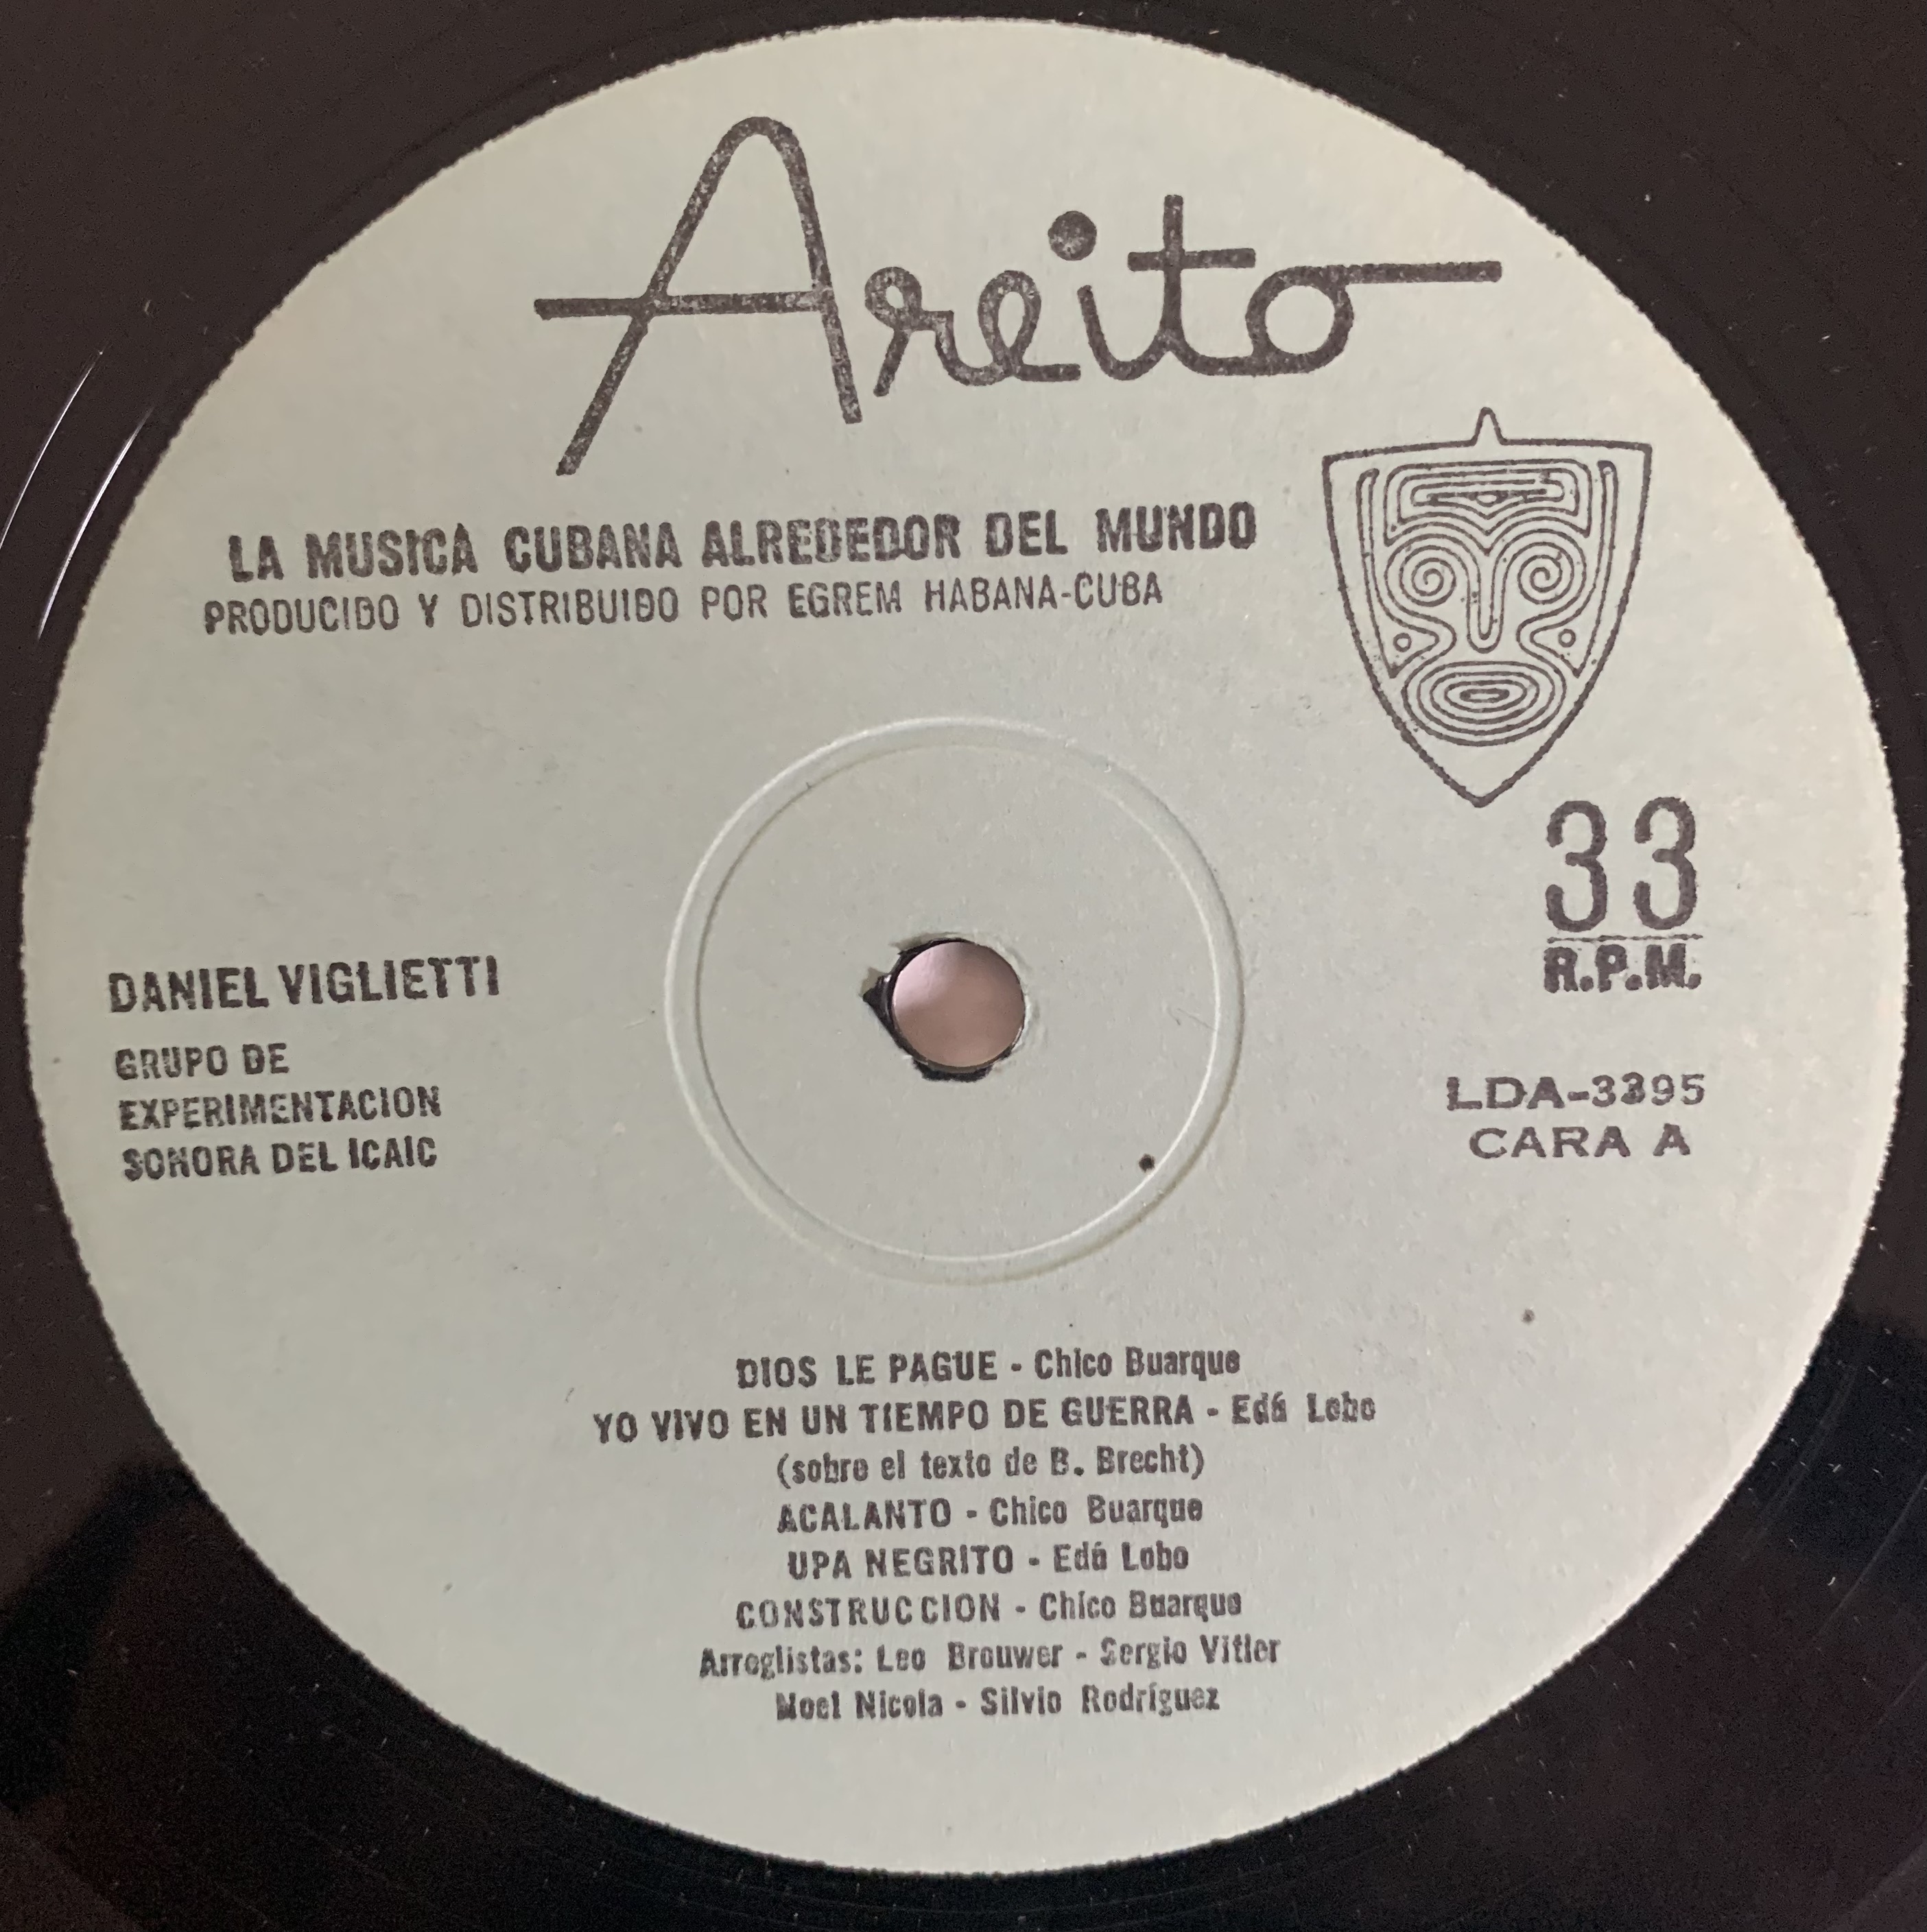 Areito
LA MUSICA CUBANA ALREDEDOR DEL MUNDO
PRODUCIDO Y DISTRIBUIDO POR EGREM HABANA-CUBA
33
R.P.M.
DANIEL VIGLIETTI
GRUPO DE
EXPERIMENTACION
SONORA DEL ICAIC
LDA-3395
CARA A
DIOS LE PAGUE - Chico Buarque
YO VIVO EN UN TIEMPO DE GUERRA - Edú Lobo
(sobre el texto de B. Brecht)
ACALANTO - Chico Buarque
UPA NEGRITO - Edú Lobo
CONSTRUCCION - Chico Buarque
Arreglistas: Leo Brouwer - Sergio Vitier
Noel Nicola - Silvio Rodríguez